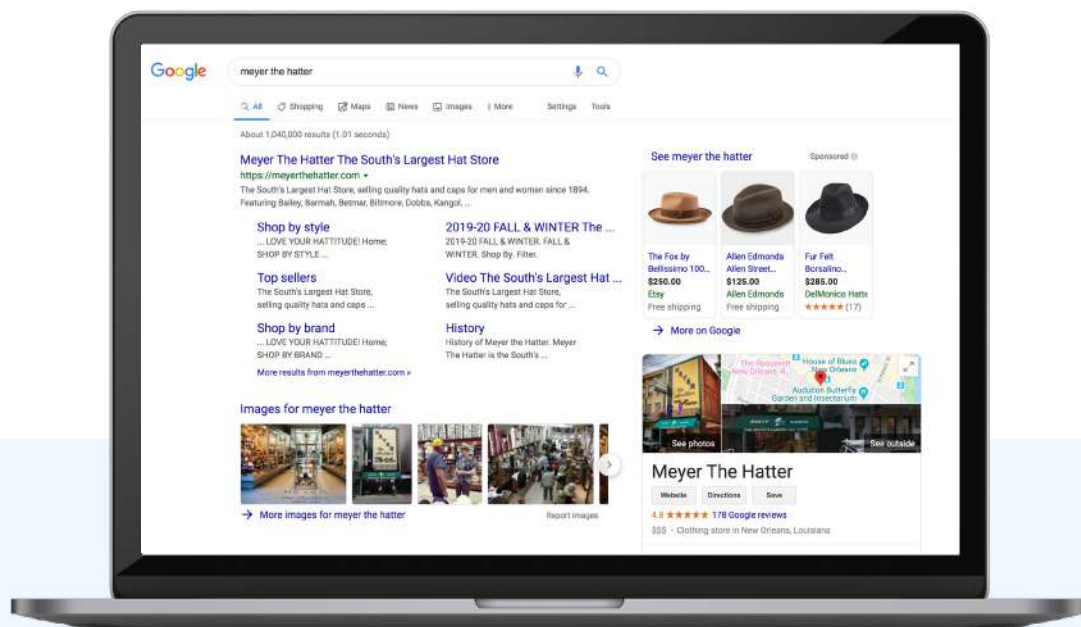 Google
meyer the hatter
All Shopping Maps News Images More Settings Tools
About 1,040,000 results (1.01 seconds)
Meyer The Hatter The South's Largest Hat Store
https://meyerthehatter.com
The South's Largest Hat Store, selling quality hats and caps for men and women since 1894.
Featuring Bailey, Barmah, Betmar, Biltmore, Dobbs, Kangol, ...
Shop by style
... LOVE YOUR HATTITUDE! Home;
SHOP BY STYLE ...
2019-20 FALL & WINTER The ...
2019-20 FALL & WINTER. FALL &
WINTER. Shop By. Filter.
Top sellers
The South's Largest Hat Store,
selling quality hats and caps ...
Video The South's Largest Hat ...
The South's Largest Hat Store,
selling quality hats and caps for ...
Shop by brand
... LOVE YOUR HATTITUDE! Home;
SHOP BY BRAND ...
History
History of Meyer the Hatter. Meyer
The Hatter is the South's ...
More results from meyerthehatter.com »
Images for meyer the hatter
More images for meyer the hatter
Report images
See meyer the hatter
Sponsored
The Fox by
Bellissimo 100...
$250.00
Etsy
Free shipping
Allen Edmonds
Allen Street...
$125.00
Allen Edmonds
Free shipping
Fur Felt
Borsalino...
$285.00
DelMonico Hatte
(17)
More on Google
The Roosevelt
New Orleans, A...
House of Blues
New Orleans
Audubon Butterfly
Garden and Insectarium
See photos
See outside
Meyer The Hatter
Website Directions Save
4.8 ★★★★★ 178 Google reviews
$$$ - Clothing store in New Orleans, Louisiana